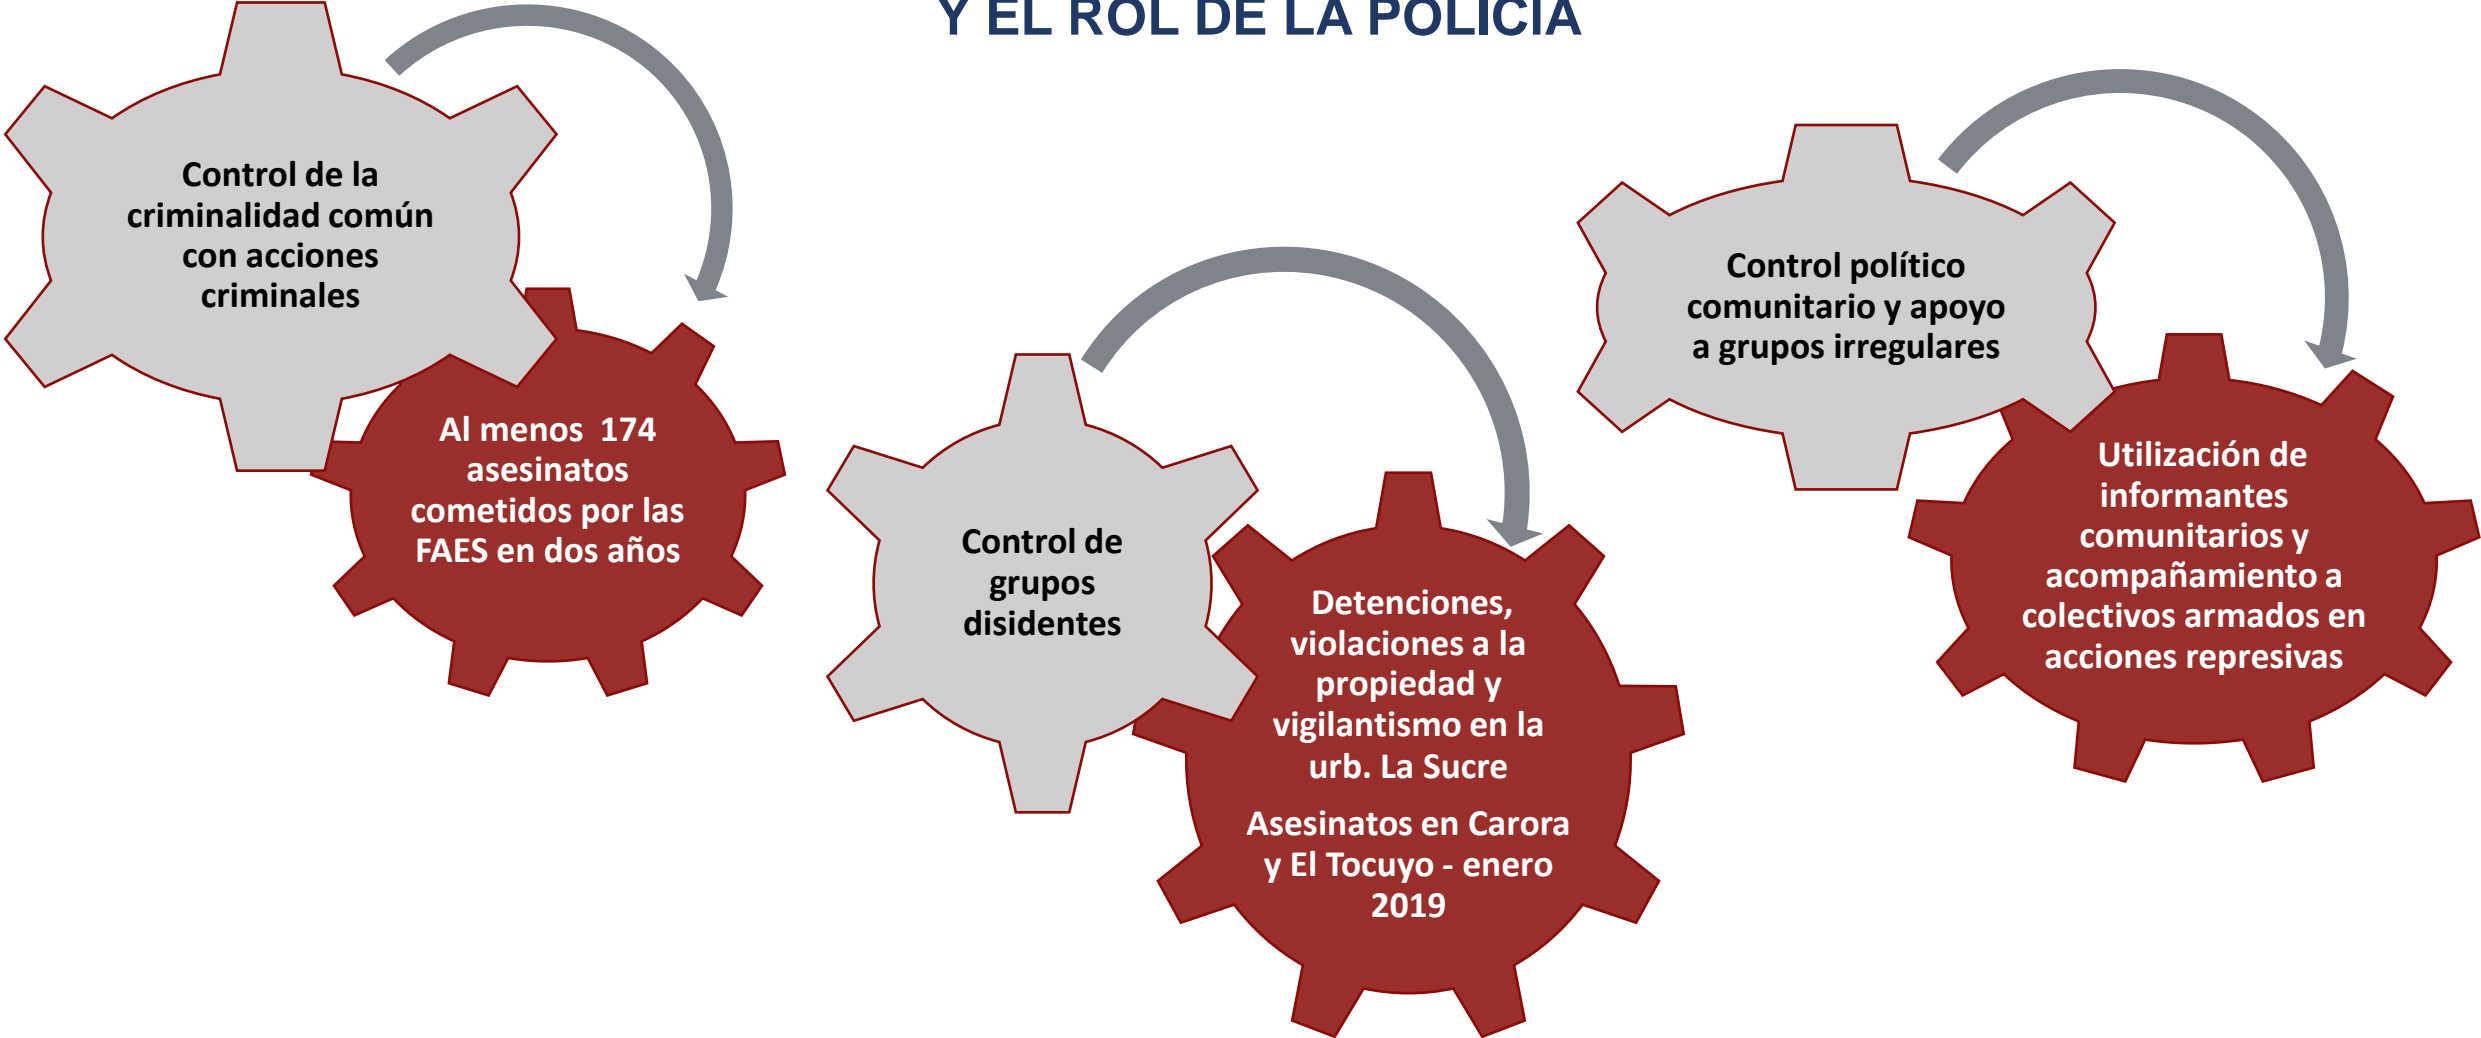 Y EL ROL DE LA POLICÍA
Control de la
criminalidad común
con acciones
criminales
Al menos 174
asesinatos
cometidos por las
FAES en dos años
Control de
grupos
disidentes
Detenciones,
violaciones a la
propiedad y
vigilantismo en la
urb. La Sucre
Asesinatos en Carora
y El Tocuyo - enero
2019
Control político
comunitario y apoyo
a grupos irregulares
Utilización de
informantes
comunitarios y
acompañamiento a
colectivos armados en
acciones represivas